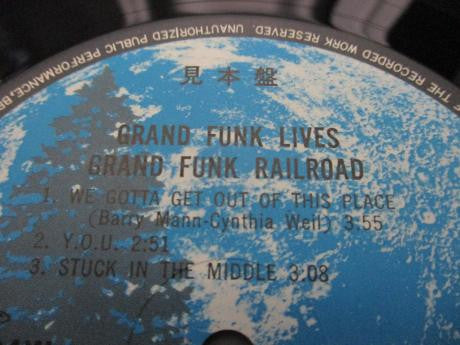 OF THE RECORDED WORK RESERVED. UNAUTHORIZED PUBLIC PERFORMANCE, BR
見本盤
GRAND FUNK LIVES
GRAND FUNK RAILROAD
1. WE GOTTA GET OUT OF THIS PLACE
(Barry Mann-Cynthia Weil) 3:55
2. Y.O.U. 2:51
3. STUCK IN THE MIDDLE 3:08